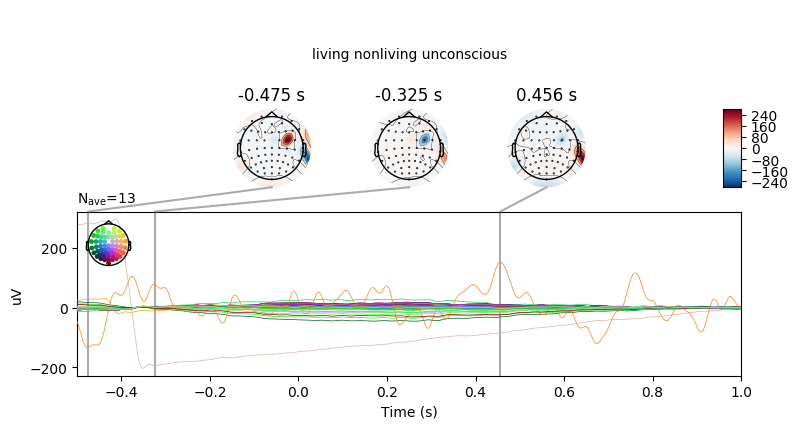 living nonliving unconscious
-0.475 s
-0.325 s
0.456 s
240
160
80
0
−80
−160
−240
Nave=13
200
0
−200
uV
−0.4
−0.2
0.0
0.2
0.4
0.6
0.8
1.0
Time (s)